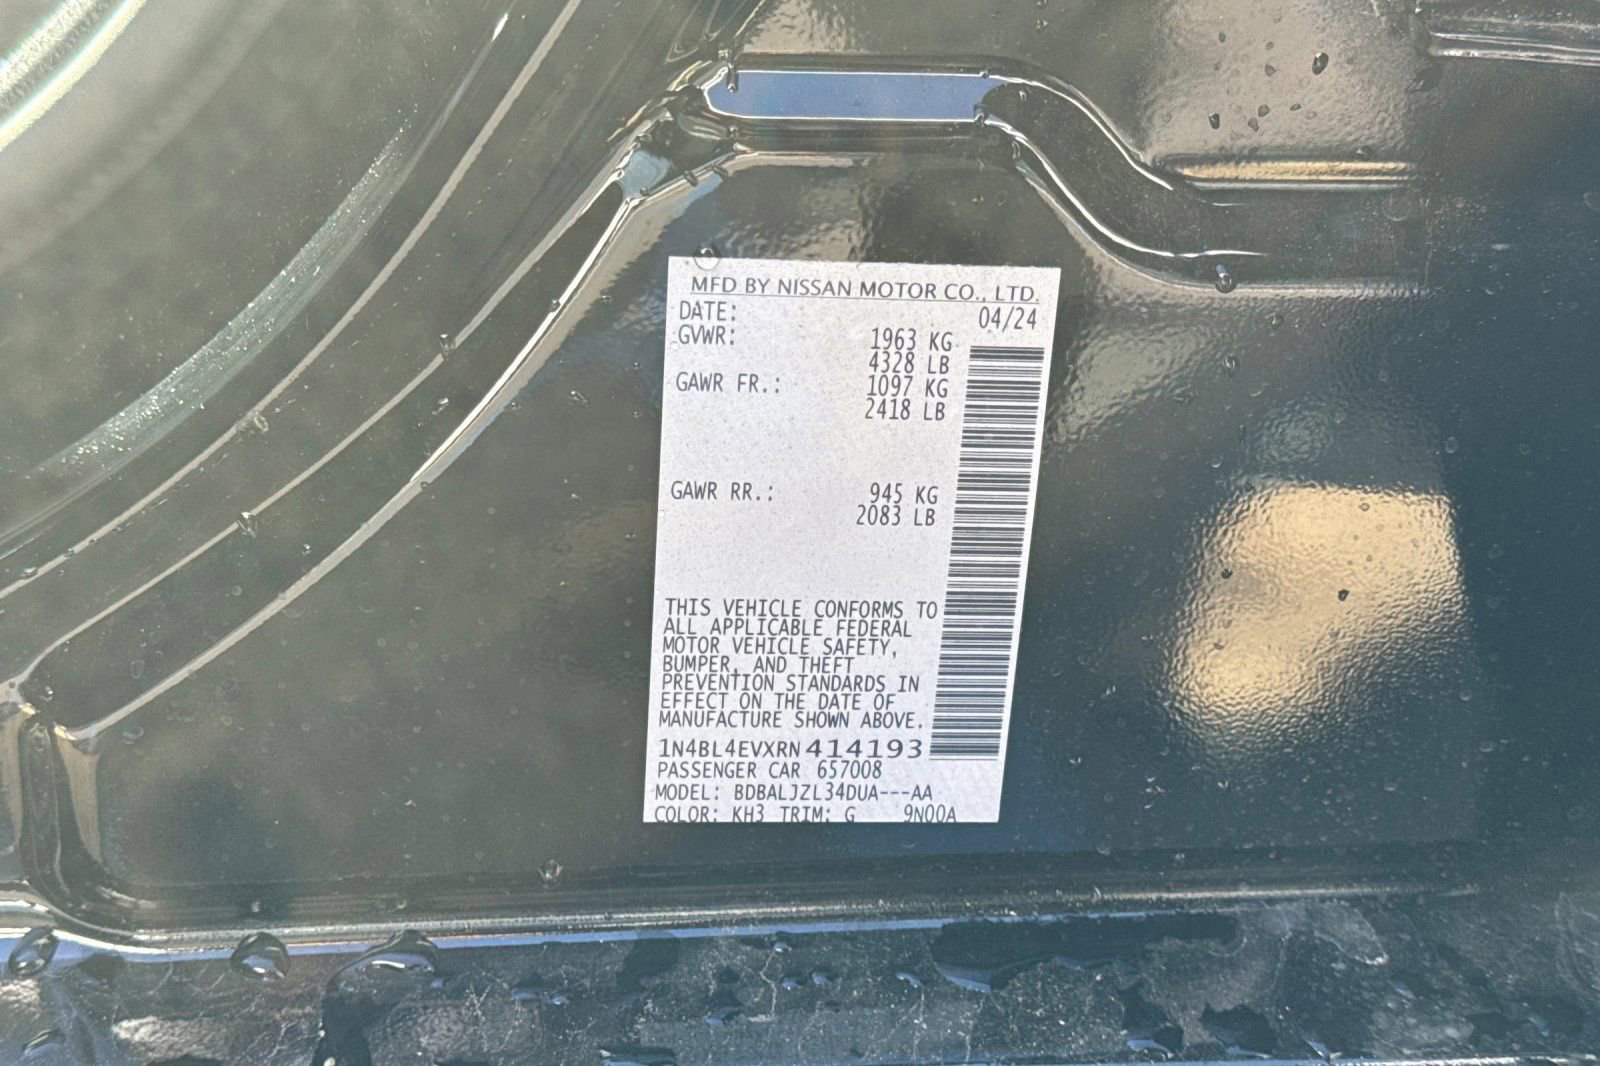 MFD BY NISSAN MOTOR CO., LTD.
DATE: 04/24
GVWR: 1963 KG
4328 LB
GAWR FR.: 1097 KG
2418 LB
GAWR RR.: 945 KG
2083 LB
THIS VEHICLE CONFORMS TO
ALL APPLICABLE FEDERAL
MOTOR VEHICLE SAFETY,
BUMPER, AND THEFT
PREVENTION STANDARDS IN
EFFECT ON THE DATE OF
MANUFACTURE SHOWN ABOVE.
1N4BL4EVXRN414193
PASSENGER CAR 657008
MODEL: BDBALJZL34DUA---AA
COLOR: KH3 TRIM: G 9N00A